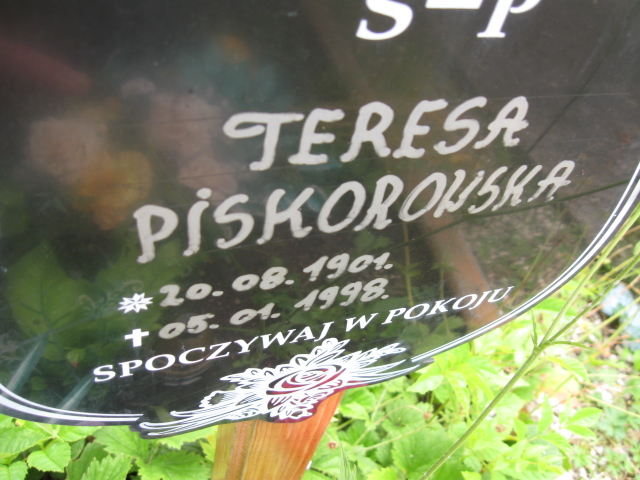 Ś–P
TERESA
PISKOROWSKA
20.08.1901.
05.01.1998.
SPOCZYWAJ W POKOJU